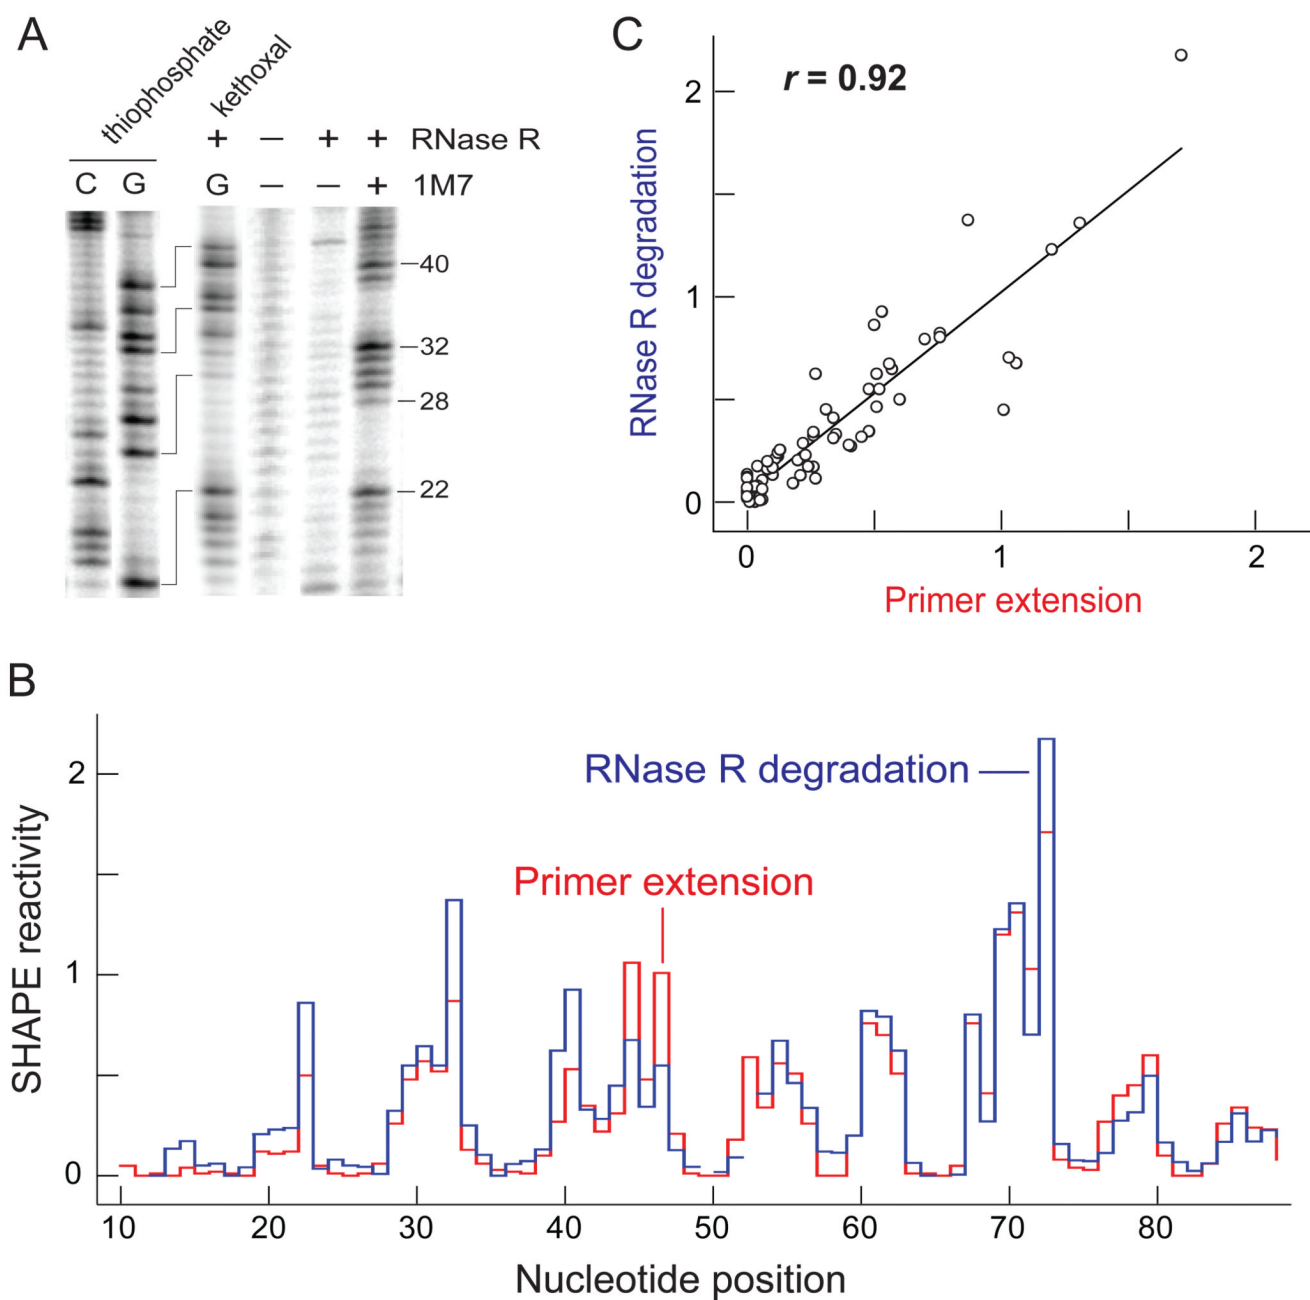 A
thiophosphate
kethoxal
+ − + + RNase R
C G G − − + 1M7
40
32
28
22
C
r = 0.92
RNase R degradation
2
1
0
0 1 2
Primer extension
B
RNase R degradation
Primer extension
SHAPE reactivity
2
1
0
10 20 30 40 50 60 70 80
Nucleotide position